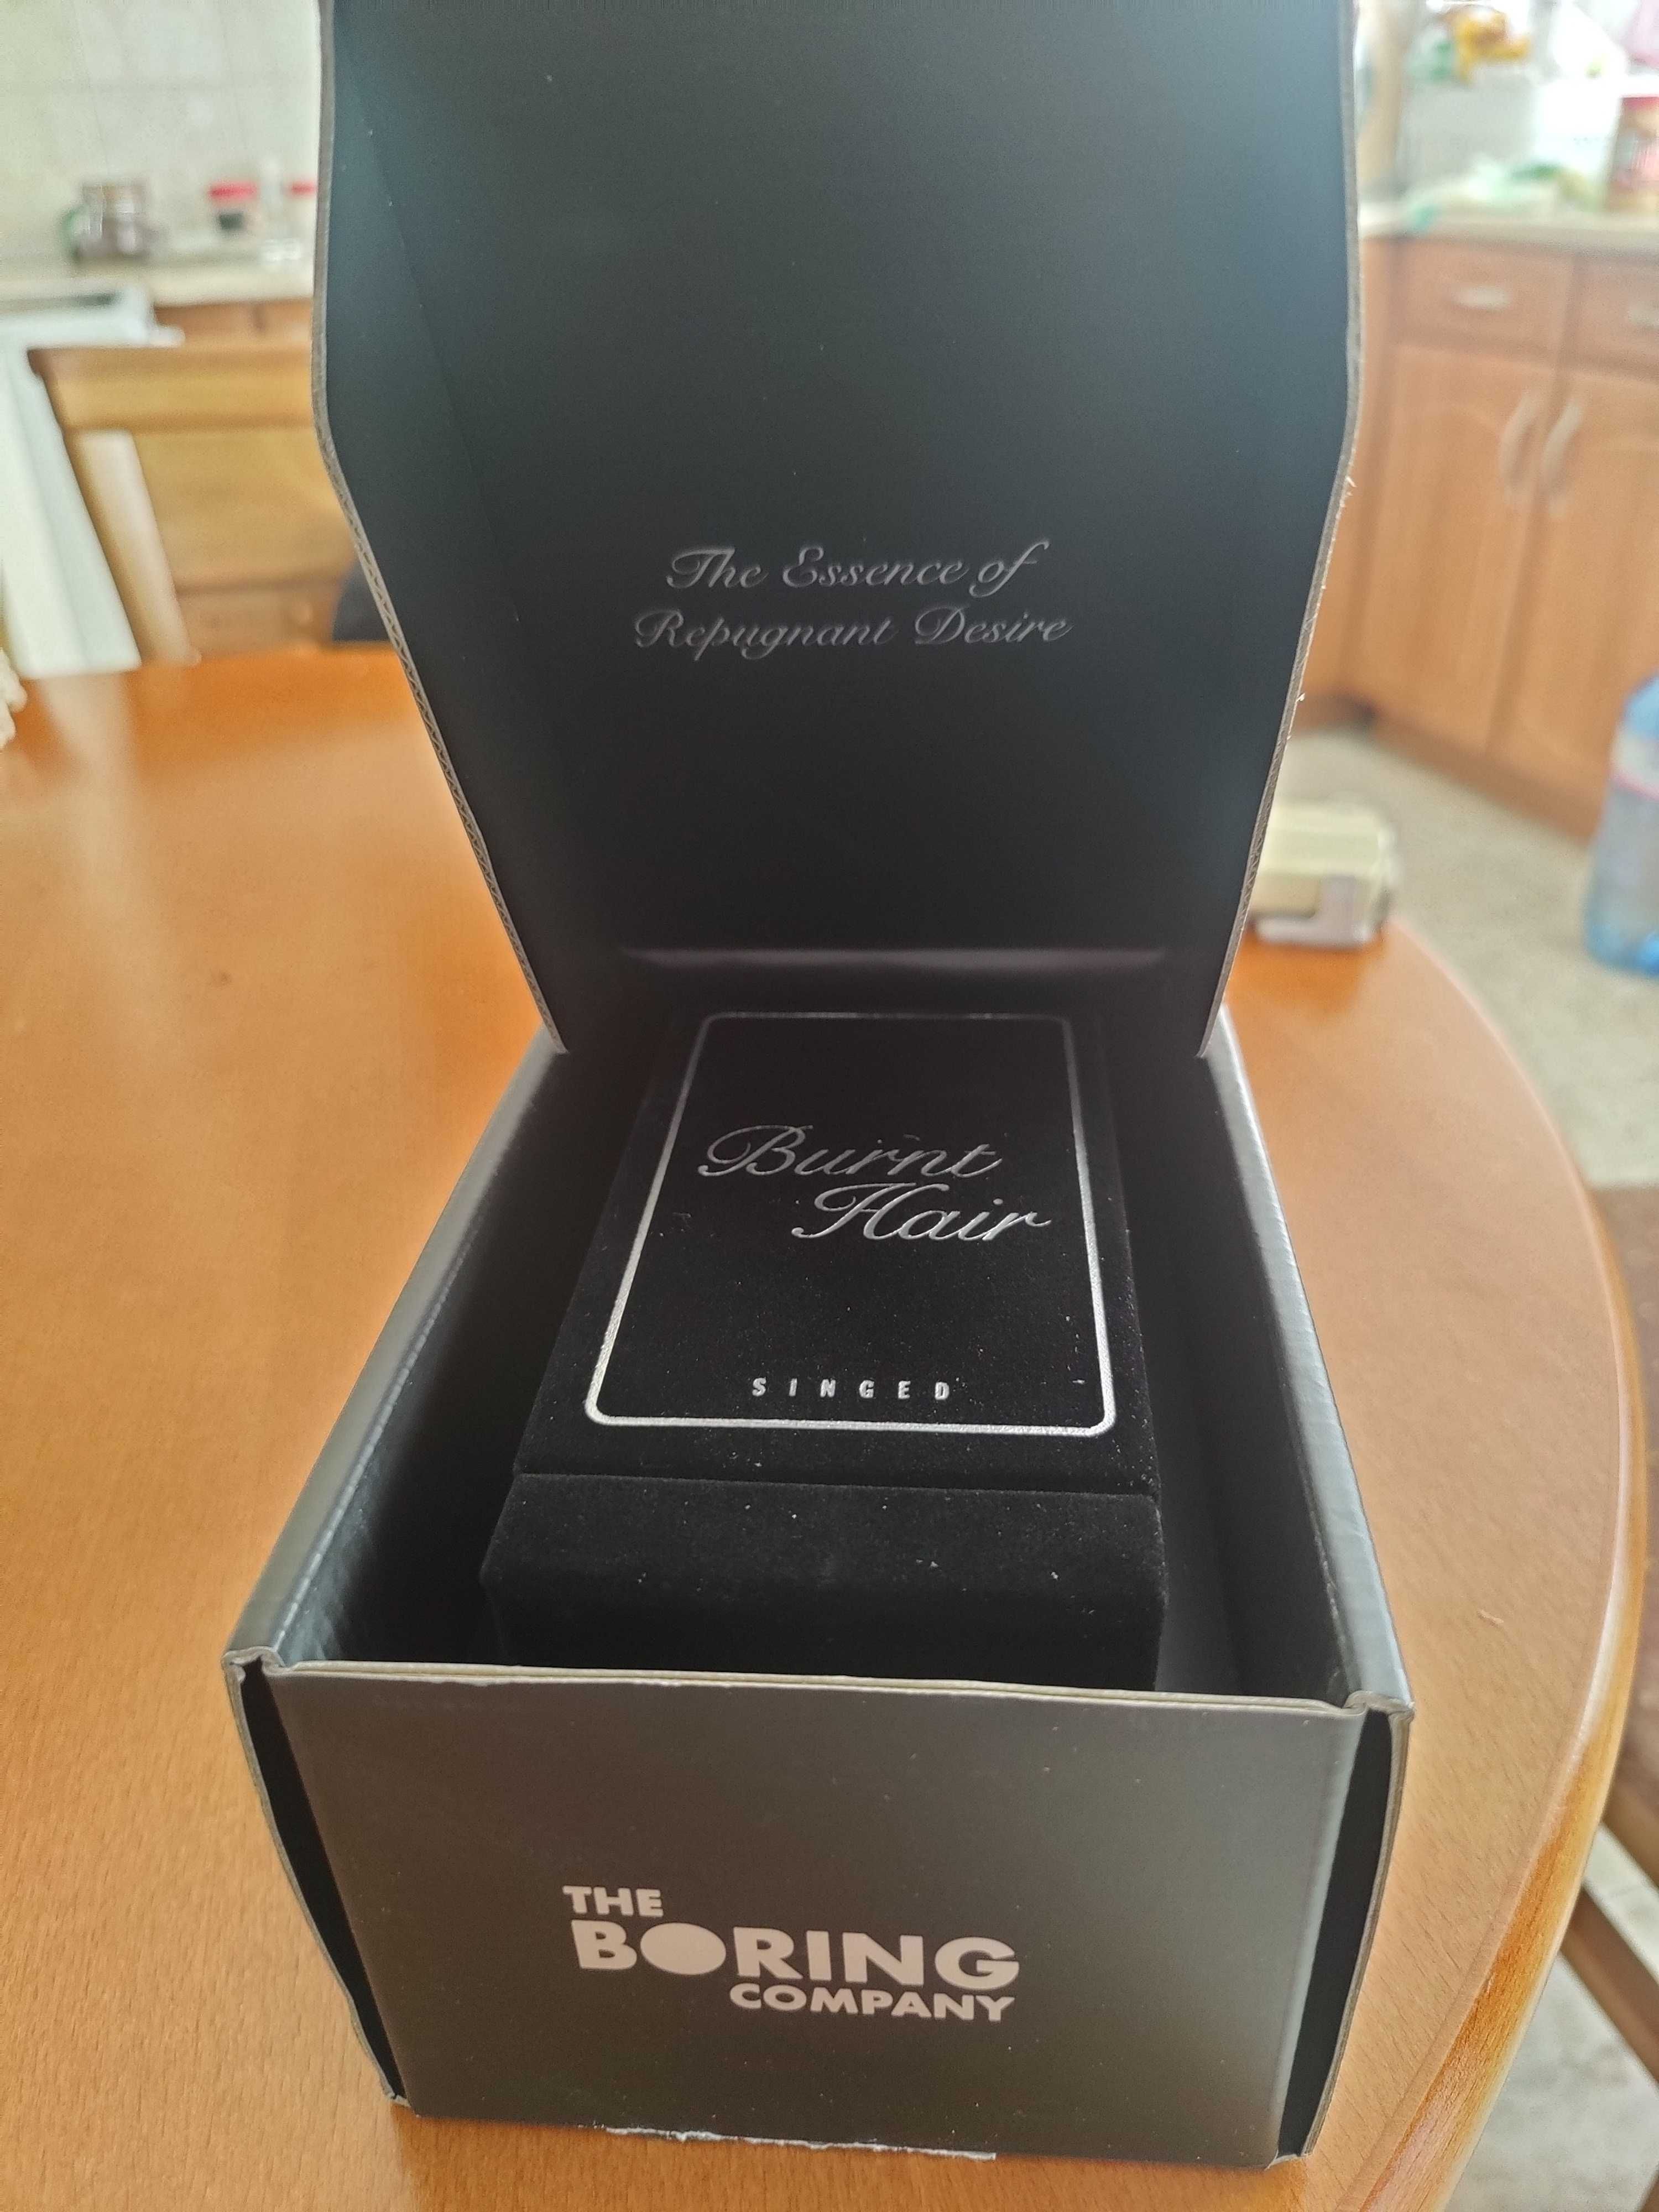 The Essence of
Repugnant Desire
Burnt
Hair
SINGED
THE
BORING
COMPANY